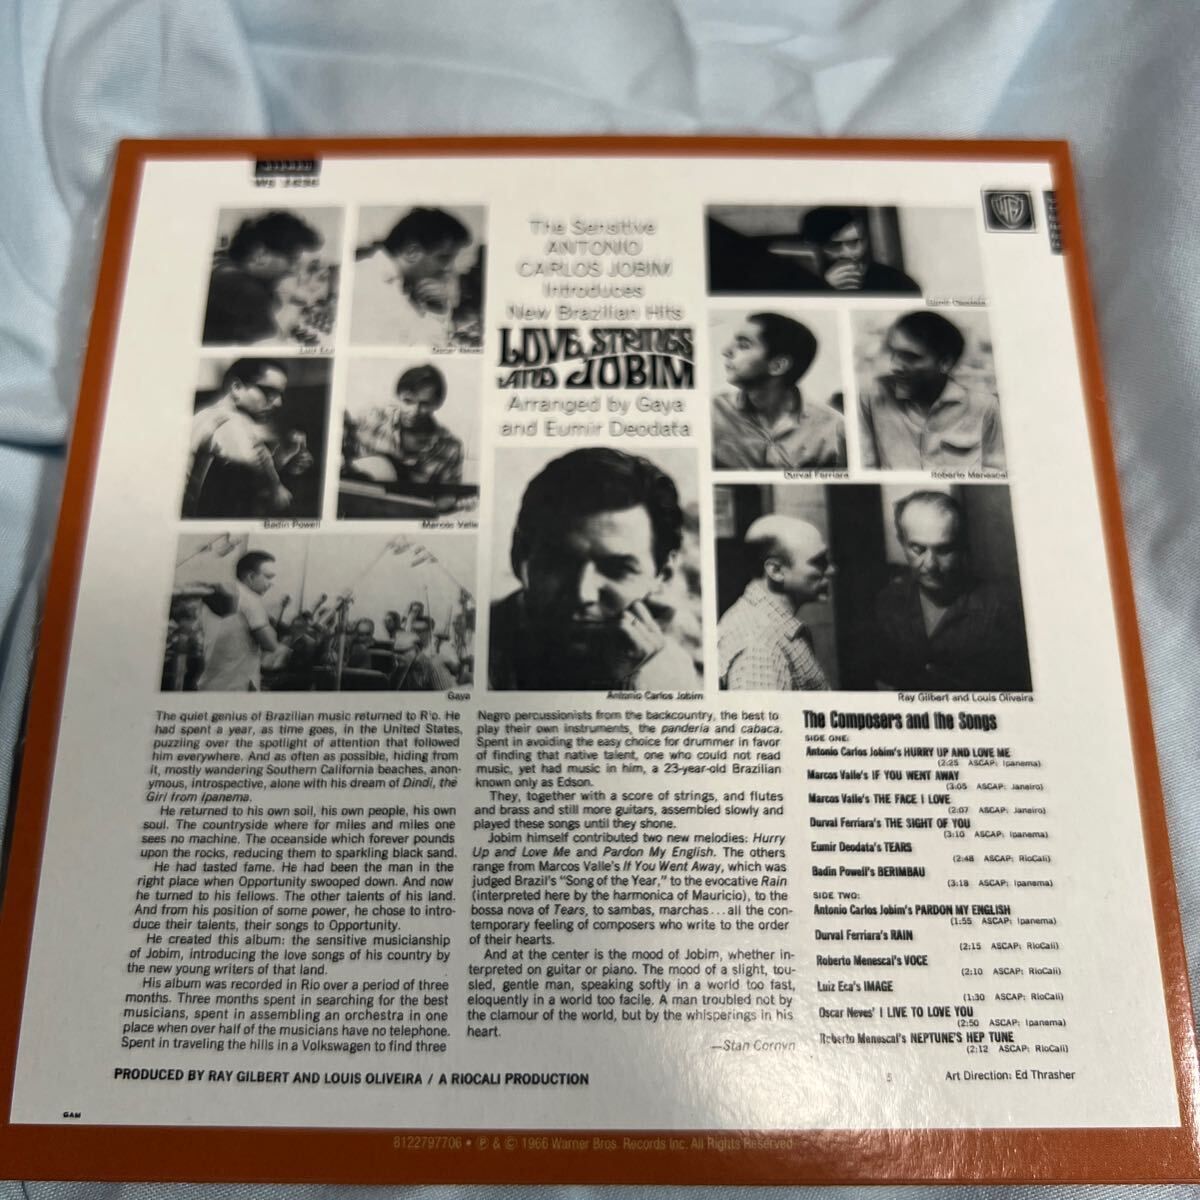 STEREO
WS 1636
WB
The Sensitive
ANTONIO
CARLOS JOBIM
Introduces
New Brazilian Hits
LOVE, STRINGS
AND JOBIM
Arranged by Gaya
and Eumir Deodata
Luiz Eca
Oscar Neves
Eumir Deodata
Badin Powell
Marcos Valle
Durval Ferriara
Roberto Menescal
Gaya
Antonio Carlos Jobim
Ray Gilbert and Louis Oliveira
The quiet genius of Brazilian music returned to Rio. He
had spent a year, as time goes, in the United States,
puzzling over the spotlight of attention that followed
him everywhere. And as often as possible, hiding from
it, mostly wandering Southern California beaches, anon-
ymous, introspective, alone with his dream of Dindi, the
Girl from Ipanema.
He returned to his own soil, his own people, his own
soul. The countryside where for miles and miles one
sees no machine. The oceanside which forever pounds
upon the rocks, reducing them to sparkling black sand.
He had tasted fame. He had been the man in the
right place when Opportunity swooped down. And now
he turned to his fellows. The other talents of his land.
And from his position of some power, he chose to intro-
duce their talents, their songs to Opportunity.
He created this album: the sensitive musicianship
of Jobim, introducing the love songs of his country by
the new young writers of that land.
His album was recorded in Rio over a period of three
months. Three months spent in searching for the best
musicians, spent in assembling an orchestra in one
place when over half of the musicians have no telephone.
Spent in traveling the hills in a Volkswagen to find three
Negro percussionists from the backcountry, the best to
play their own instruments, the panderia and cabaca.
Spent in avoiding the easy choice for drummer in favor
of finding that native talent, one who could not read
music, yet had music in him, a 23-year-old Brazilian
known only as Edson.
They, together with a score of strings, and flutes
and brass and still more guitars, assembled slowly and
played these songs until they shone.
Jobim himself contributed two new melodies: Hurry
Up and Love Me and Pardon My English. The others
range from Marcos Valle's If You Went Away, which was
judged Brazil's "Song of the Year," to the evocative Rain
(interpreted here by the harmonica of Mauricio), to the
bossa nova of Tears, to sambas, marchas...all the con-
temporary feeling of composers who write to the order
of their hearts.
And at the center is the mood of Jobim, whether in-
terpreted on guitar or piano. The mood of a slight, tou-
sled, gentle man, speaking softly in a world too fast,
eloquently in a world too facile. A man troubled not by
the clamour of the world, but by the whisperings in his
heart.
—Stan Cornyn
The Composers and the Songs
SIDE ONE:
Antonio Carlos Jobim's HURRY UP AND LOVE ME
(2:25 ASCAP: Ipanema)
Marcos Valle's IF YOU WENT AWAY
(3:05 ASCAP: Janeiro)
Marcos Valle's THE FACE I LOVE
(2:07 ASCAP: Janeiro)
Durval Ferriara's THE SIGHT OF YOU
(3:10 ASCAP: Ipanema)
Eumir Deodata's TEARS
(2:48 ASCAP: RioCali)
Badin Powell's BERIMBAU
(3:18 ASCAP: Ipanema)
SIDE TWO:
Antonio Carlos Jobim's PARDON MY ENGLISH
(1:55 ASCAP: Ipanema)
Durval Ferriara's RAIN
(2:15 ASCAP: RioCali)
Roberto Menescal's VOCE
(2:10 ASCAP: RioCali)
Luiz Eca's IMAGE
(1:30 ASCAP: RioCali)
Oscar Neves' I LIVE TO LOVE YOU
(2:50 ASCAP: Ipanema)
Roberto Menescal's NEPTUNE'S HEP TUNE
(2:12 ASCAP: RioCali)
PRODUCED BY RAY GILBERT AND LOUIS OLIVEIRA / A RIOCALI PRODUCTION
5
Art Direction: Ed Thrasher
GAM
8122797706 • ℗ & © 1966 Warner Bros. Records Inc. All Rights Reserved.